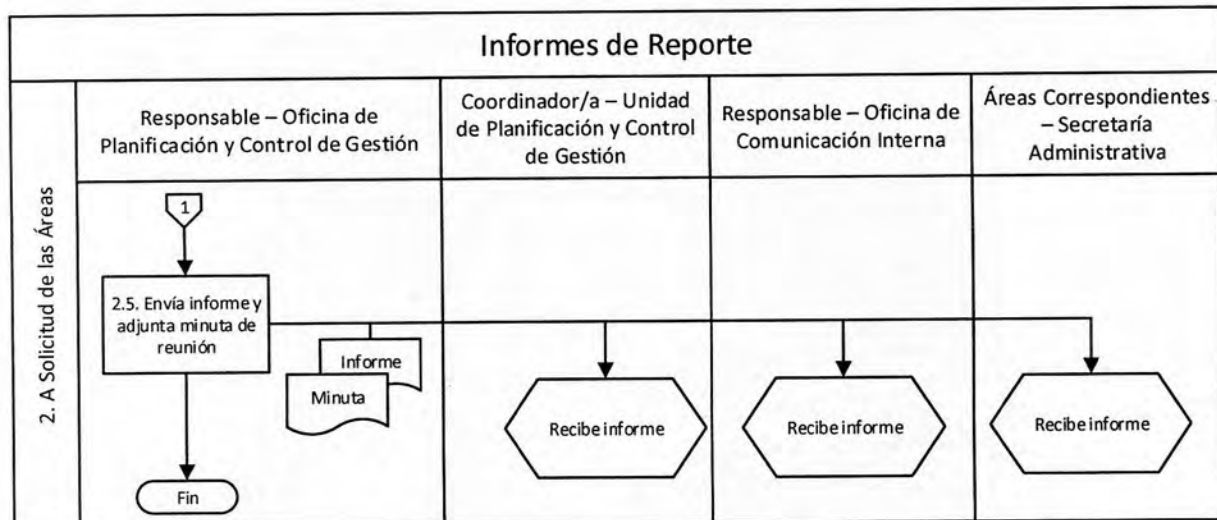 Informes de Reporte
2. A Solicitud de las Áreas
Responsable – Oficina de
Planificación y Control de Gestión
Coordinador/a – Unidad
de Planificación y Control
de Gestión
Responsable – Oficina de
Comunicación Interna
Áreas Correspondientes
– Secretaría
Administrativa
1
2.5. Envía informe y
adjunta minuta de
reunión
Informe
Minuta
Recibe informe
Recibe informe
Recibe informe
Fin